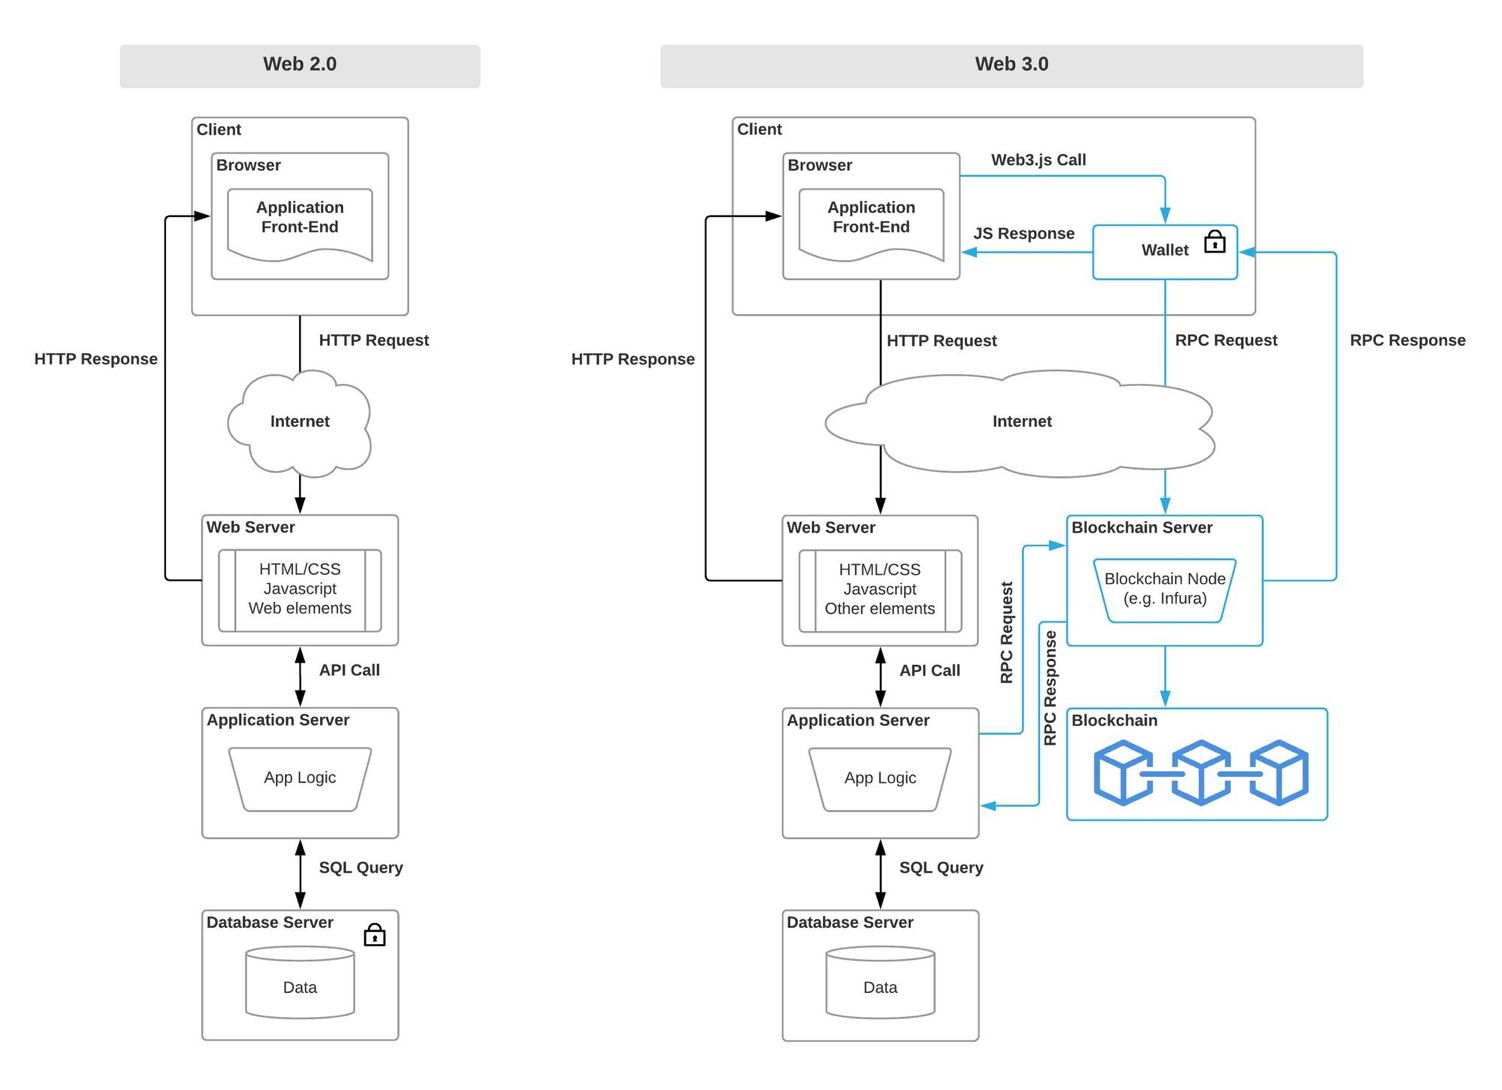 Web 2.0
Client
Browser
Application
Front-End
HTTP Request
HTTP Response
Internet
Web Server
HTML/CSS
Javascript
Web elements
API Call
Application Server
App Logic
SQL Query
Database Server
Data
Web 3.0
Client
Browser
Application
Front-End
Web3.js Call
JS Response
Wallet
HTTP Request
RPC Request
RPC Response
HTTP Response
Internet
Web Server
HTML/CSS
Javascript
Other elements
Blockchain Server
Blockchain Node
(e.g. Infura)
RPC Request
RPC Response
API Call
Application Server
App Logic
Blockchain
SQL Query
Database Server
Data